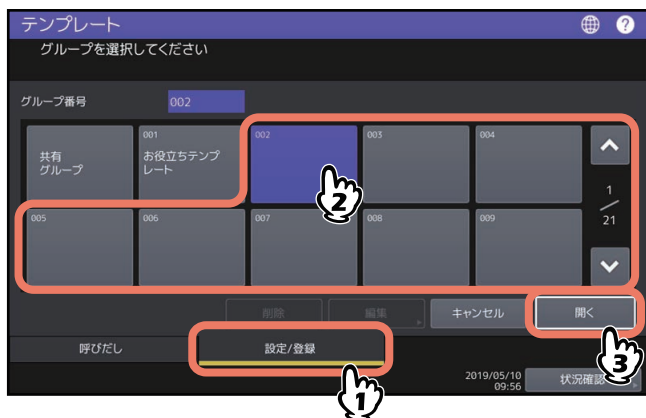 テンプレート
?
グループを選択してください
グループ番号
002
共有
グループ
001
お役立ちテンプ
レート
002
003
004
1
/
21
005
006
007
008
009
2
削除
編集
キャンセル
開く
3
呼びだし
設定/登録
1
2019/05/10
09:56
状況確認